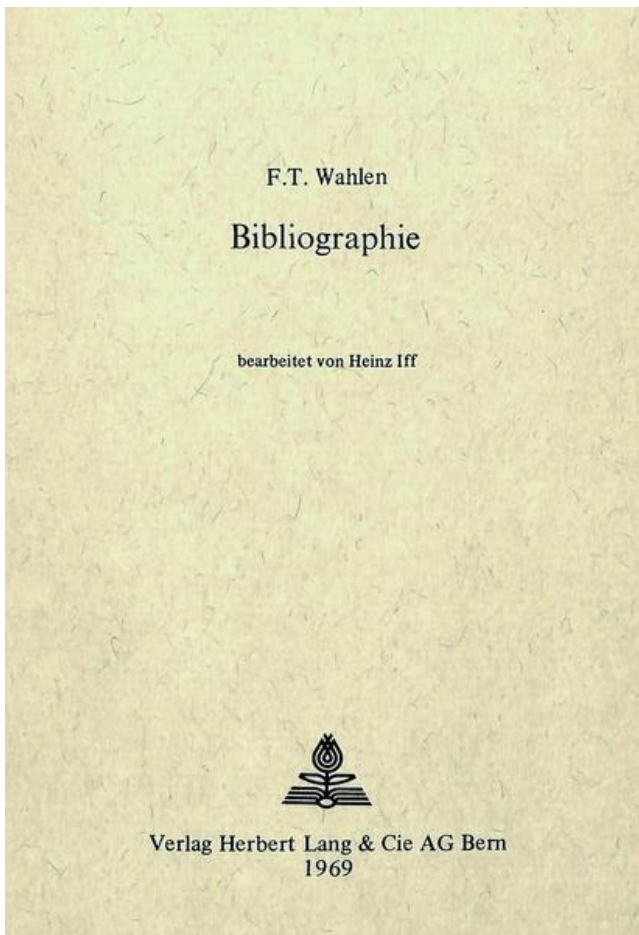 F.T. Wahlen
Bibliographie
bearbeitet von Heinz Iff
Verlag Herbert Lang & Cie AG Bern
1969